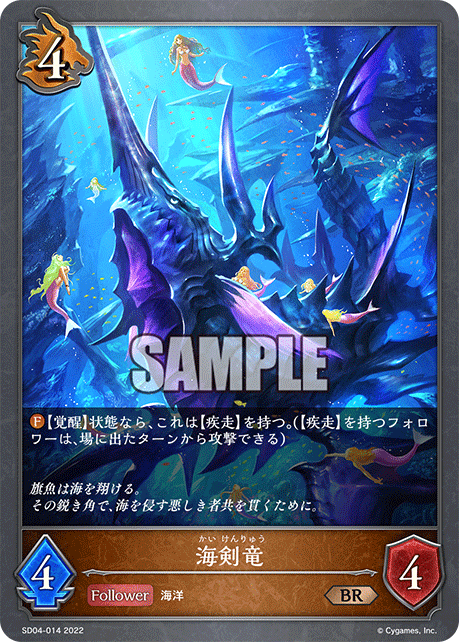 4
SAMPLE
F【覚醒】状態なら、これは【疾走】を持つ。(【疾走】を持つフォロ
ワーは、場に出たターンから攻撃できる)
旗魚は海を翔ける。
その鋭き角で、海を侵す悪しき者共を貫くために。
かい けんりゅう
海剣竜
4
Follower 海洋
BR
4
SD04-014 2022
© Cygames, Inc.